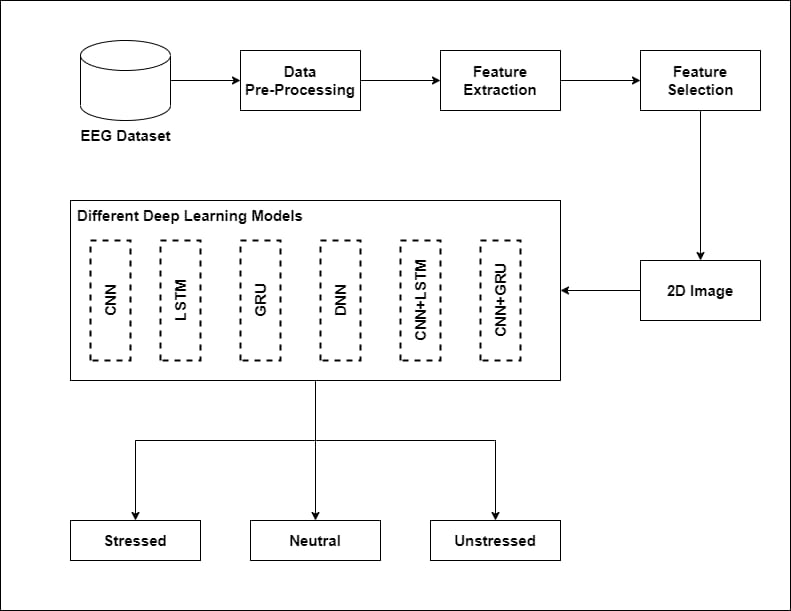 Data
Pre-Processing
Feature
Extraction
Feature
Selection
EEG Dataset
Different Deep Learning Models
CNN
LSTM
GRU
DNN
CNN+LSTM
CNN+GRU
2D Image
Stressed
Neutral
Unstressed